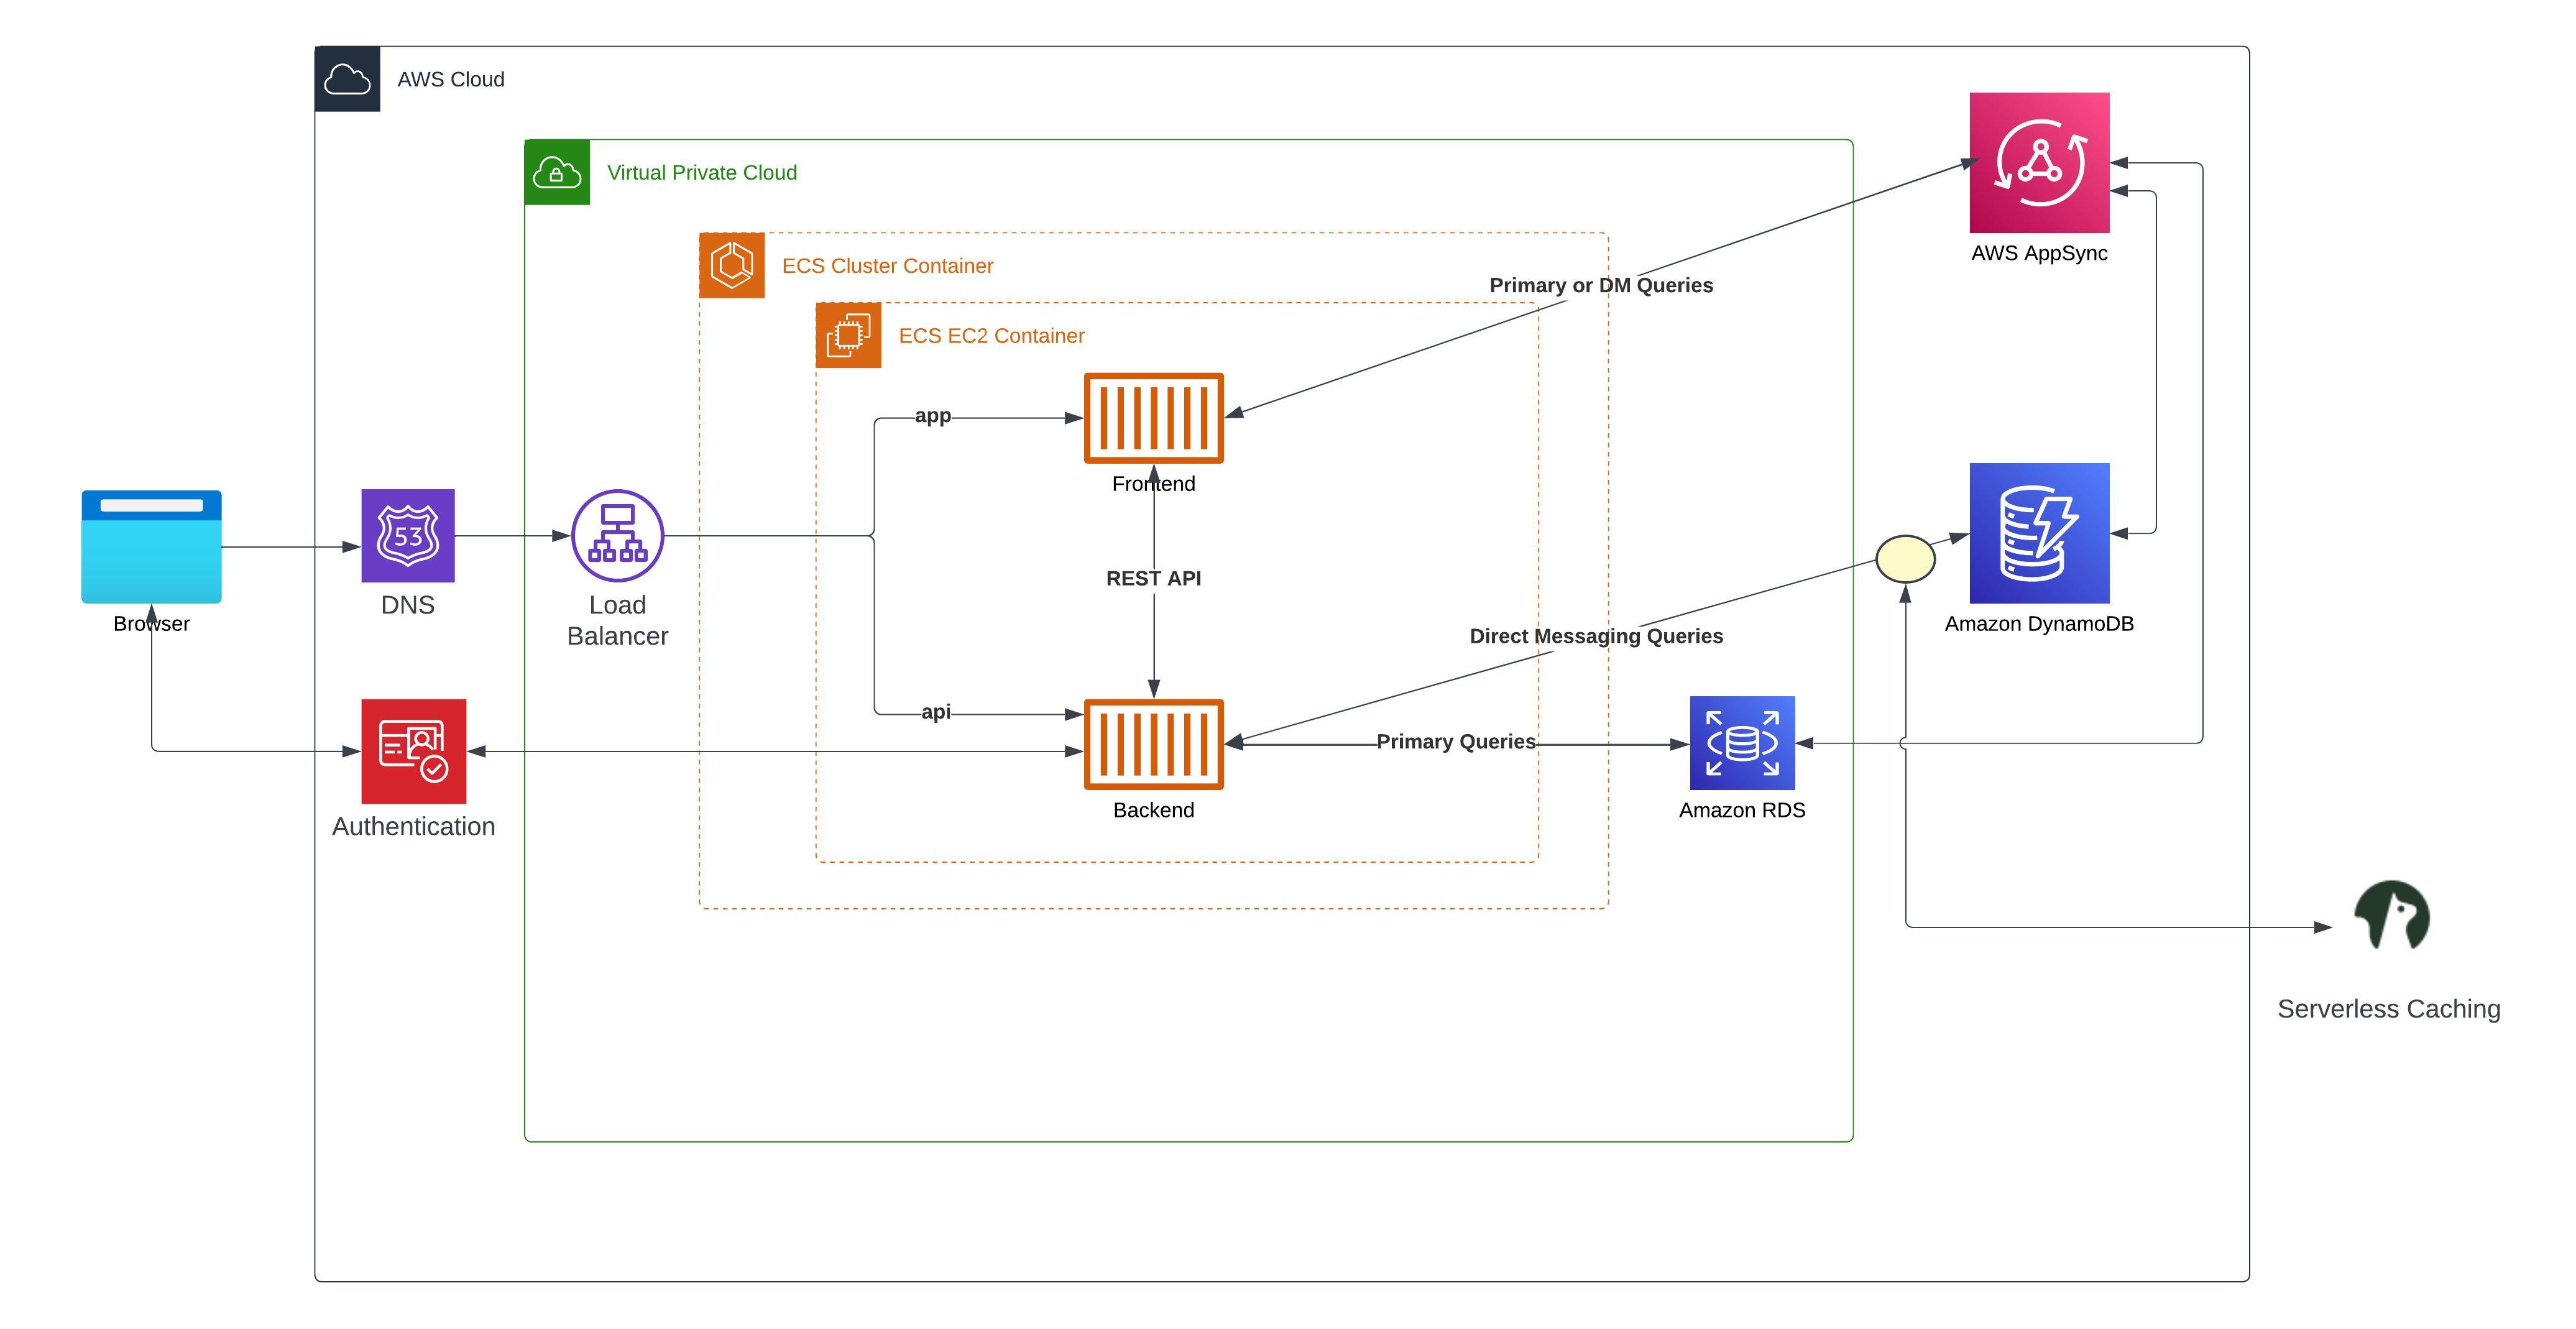 AWS Cloud
Virtual Private Cloud
AWS AppSync
ECS Cluster Container
Primary or DM Queries
ECS EC2 Container
app
Frontend
53
DNS
Load
Balancer
Browser
REST API
Amazon DynamoDB
Direct Messaging Queries
api
Primary Queries
Authentication
Backend
Amazon RDS
Serverless Caching